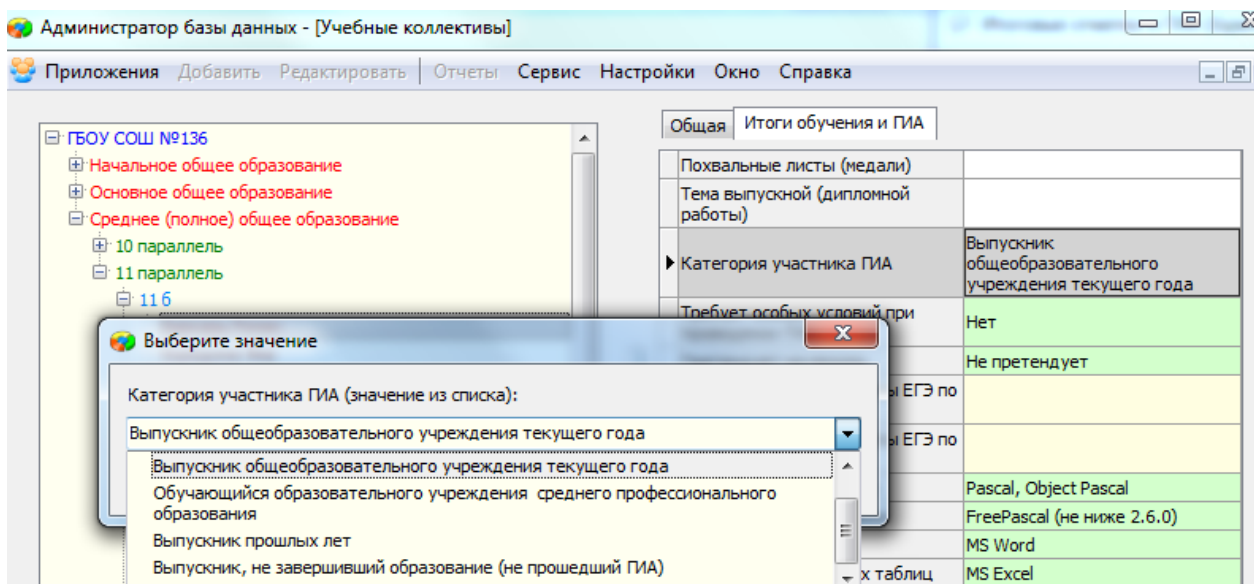 Администратор базы данных - [Учебные коллективы]
Приложения Добавить Редактировать Отчеты Сервис Настройки Окно Справка
ГБОУ СОШ №136
Начальное общее образование
Основное общее образование
Среднее (полное) общее образование
10 параллель
11 параллель
11 б
Общая Итоги обучения и ГИА
Похвальные листы (медали)
Тема выпускной (дипломной
работы)
Категория участника ГИА
Выпускник
общеобразовательного
учреждения текущего года
Требует особых условий при
Нет
Не претендует
ы ЕГЭ по
ы ЕГЭ по
Pascal, Object Pascal
FreePascal (не ниже 2.6.0)
MS Word
х таблиц MS Excel
Выберите значение
Категория участника ГИА (значение из списка):
Выпускник общеобразовательного учреждения текущего года
Выпускник общеобразовательного учреждения текущего года
Обучающийся образовательного учреждения среднего профессионального
образования
Выпускник прошлых лет
Выпускник, не завершивший образование (не прошедший ГИА)